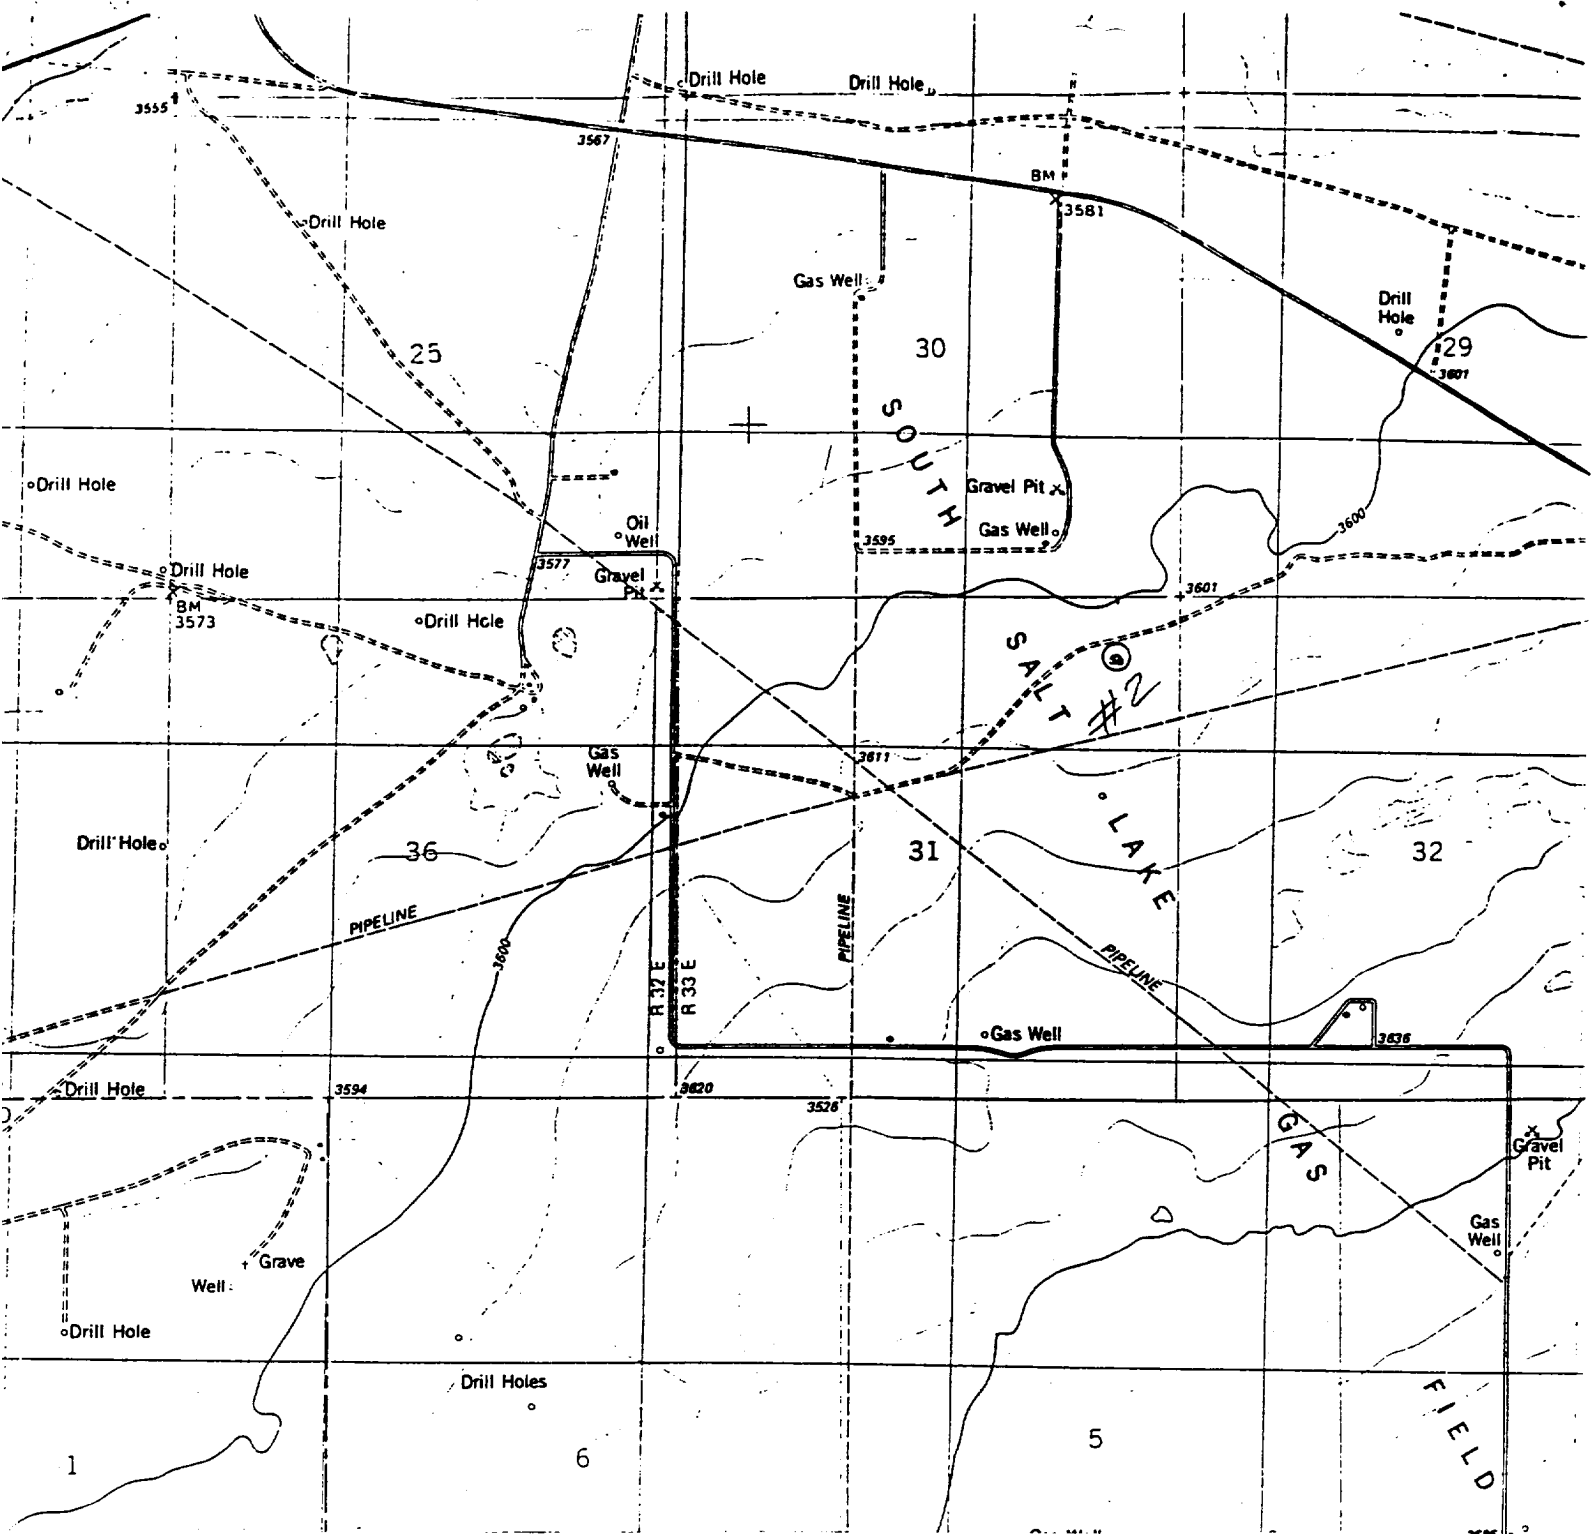 Drill Hole
Drill Hole
3555
3567
BM
3581
Drill Hole
Gas Well
Drill
Hole
25
30
29
3601
SOUTH
Drill Hole
Gravel Pit
Oil
Well
Gas Well
3595
3600
3577
Drill Hole
Gravel
Pit
BM
3573
Drill Hole
3601
SALT
#2
Gas
Well
3611
LAKE
Drill Hole
36
31
32
PIPELINE
PIPELINE
PIPELINE
3600
R 32 E
R 33 E
Gas Well
3636
Drill Hole
3594
3620
3526
GAS
Gravel
Pit
Gas
Well
Grave
Well
Drill Hole
Drill Holes
FIELD
1
6
5